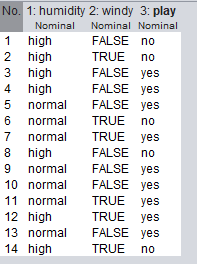 No. 1: humidity 2: windy 3: play
Nominal Nominal Nominal
1 high FALSE no
2 high TRUE no
3 high FALSE yes
4 high FALSE yes
5 normal FALSE yes
6 normal TRUE no
7 normal TRUE yes
8 high FALSE no
9 normal FALSE yes
10 normal FALSE yes
11 normal TRUE yes
12 high TRUE yes
13 normal FALSE yes
14 high TRUE no